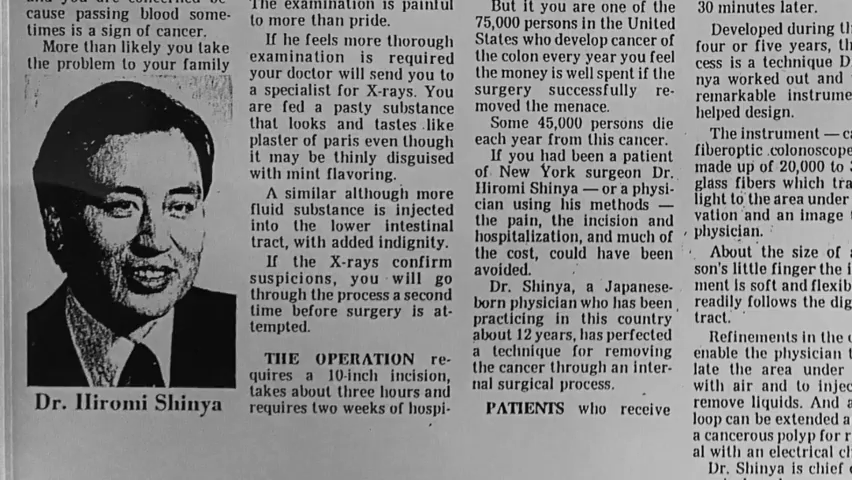 cause passing blood some-
times is a sign of cancer.
More than likely you take
the problem to your family
Dr. Hiromi Shinya
The examination is painful
to more than pride.
If he feels more thorough
examination is required
your doctor will send you to
a specialist for X-rays. You
are fed a pasty substance
that looks and tastes like
plaster of paris even though
it may be thinly disguised
with mint flavoring.
A similar although more
fluid substance is injected
into the lower intestinal
tract, with added indignity.
If the X-rays confirm
suspicions, you will go
through the process a second
time before surgery is at-
tempted.
THE OPERATION re-
quires a 10-inch incision,
takes about three hours and
requires two weeks of hospi-
But it you are one of the
75,000 persons in the United
States who develop cancer of
the colon every year you feel
the money is well spent if the
surgery successfully re-
moved the menace.
Some 45,000 persons die
each year from this cancer.
If you had been a patient
of New York surgeon Dr.
Hiromi Shinya — or a physi-
cian using his methods —
the pain, the incision and
hospitalization, and much of
the cost, could have been
avoided.
Dr. Shinya, a Japanese-
born physician who has been
practicing in this country
about 12 years, has perfected
a technique for removing
the cancer through an inter-
nal surgical process.
PATIENTS who receive
30 minutes later.
Developed during
four or five years,
cess is a technique
nya worked out and
remarkable
helped design.
The instrument —
fiberoptic colonoscope
made up of 20,000 to
glass fibers which
light to the area under
vation and an image
physician.
About the size of
son's little finger the
ment is soft and
readily follows the
tract.
Refinements in the
enable the physician
late the area under
with air and to
remove liquids. And
loop can be extended
a cancerous polyp for
al with an electrical
Dr. Shinya is chief